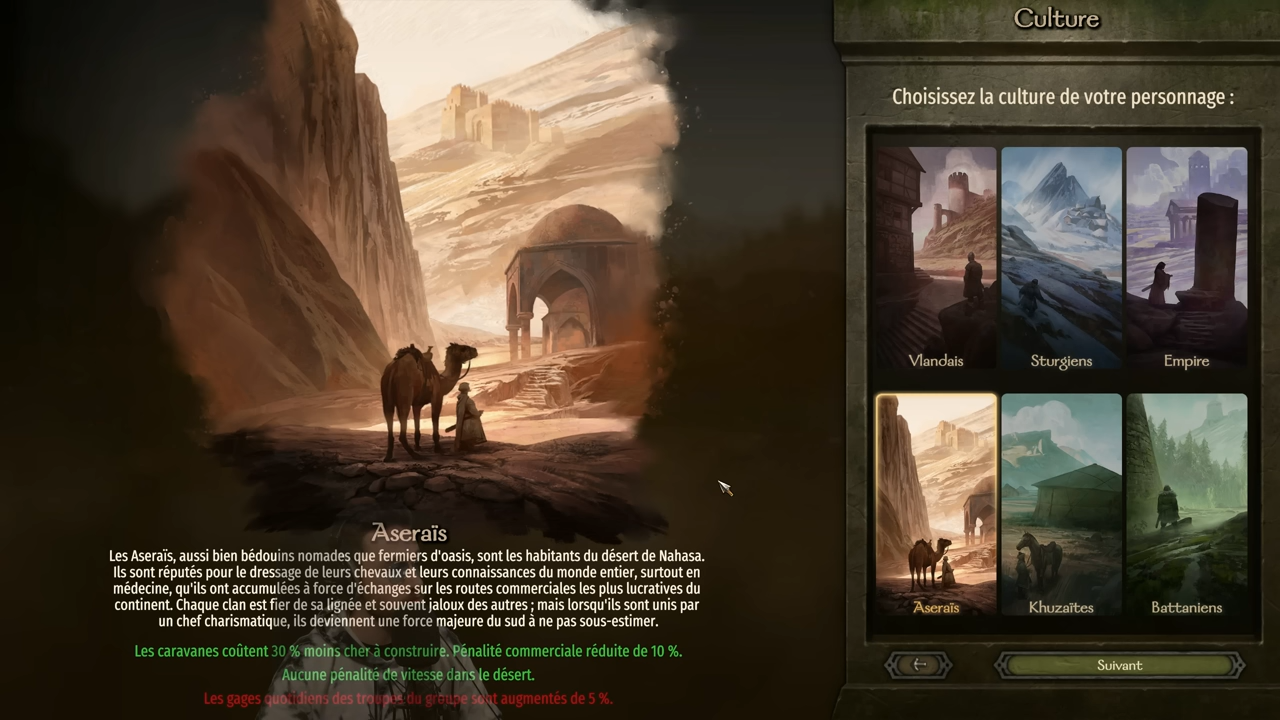 Culture
Choisissez la culture de votre personnage :
Vlandais
Sturgiens
Empire
Aseraïs
Khuzaïtes
Battaniens
Suivant
Aseraïs
Les Aseraïs, aussi bien bédouins nomades que fermiers d'oasis, sont les habitants du désert de Nahasa.
Ils sont réputés pour le dressage de leurs chevaux et leurs connaissances du monde entier, surtout en
médecine, qu'ils ont accumulées à force d'échanges sur les routes commerciales les plus lucratives du
continent. Chaque clan est fier de sa lignée et souvent jaloux des autres ; mais lorsqu'ils sont unis par
un chef charismatique, ils deviennent une force majeure du sud à ne pas sous-estimer.
Les caravanes coûtent 30 % moins cher à construire. Pénalité commerciale réduite de 10 %.
Aucune pénalité de vitesse dans le désert.
Les gages quotidiens des troupes du groupe sont augmentés de 5 %.